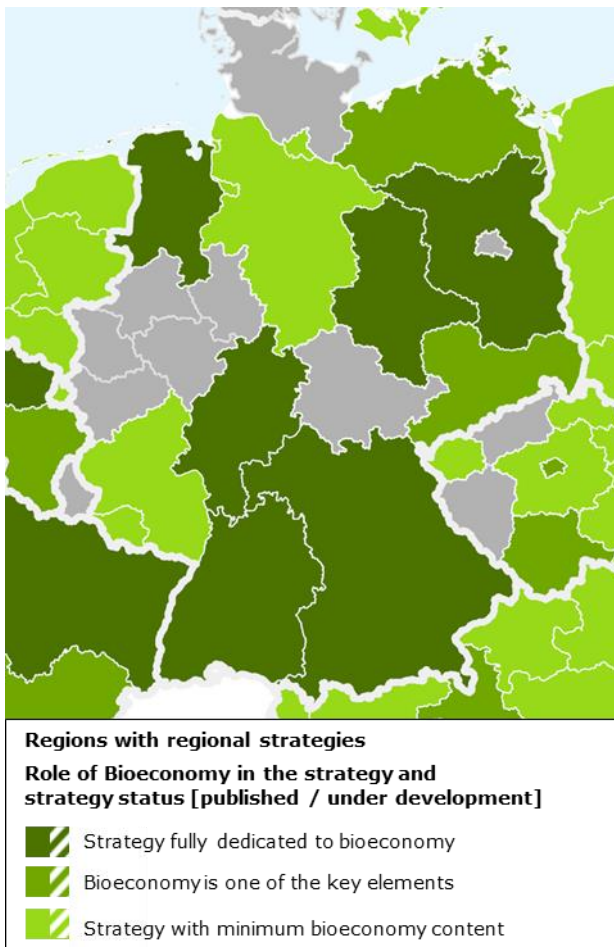 Regions with regional strategies
Role of Bioeconomy in the strategy and
strategy status [published / under development]
Strategy fully dedicated to bioeconomy
Bioeconomy is one of the key elements
Strategy with minimum bioeconomy content